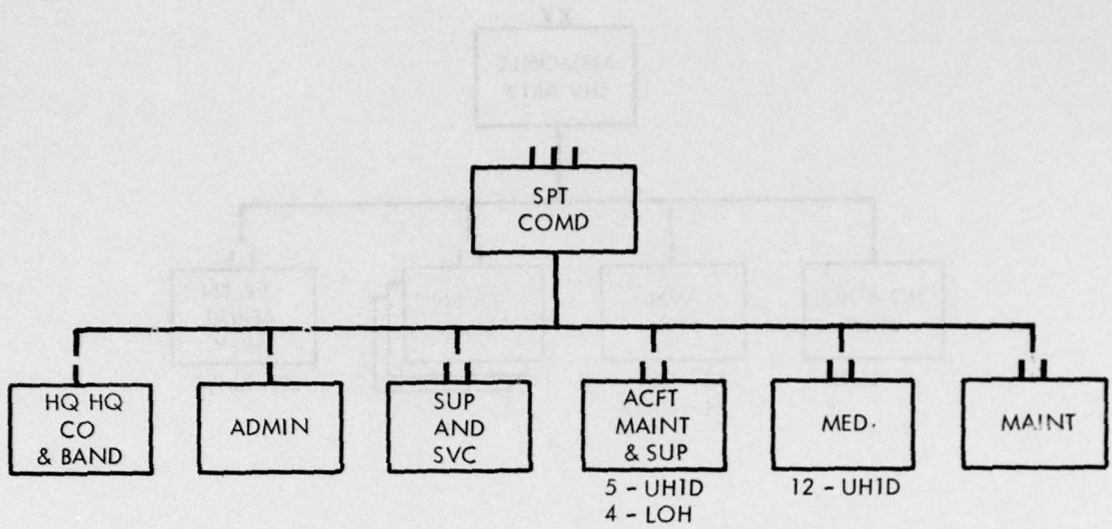 SPT
COMD
HQ HQ
CO
& BAND
ADMIN
SUP
AND
SVC
ACFT
MAINT
& SUP
MED
MAINT
5 - UH1D
4 - LOH
12 - UH1D